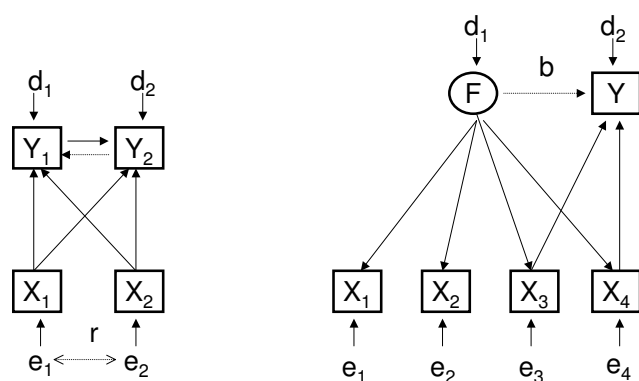 d₁ d₂
Y₁ Y₂
X₁ X₂
r
e₁ e₂
d₁ d₂
b
F Y
X₁ X₂ X₃ X₄
e₁ e₂ e₃ e₄